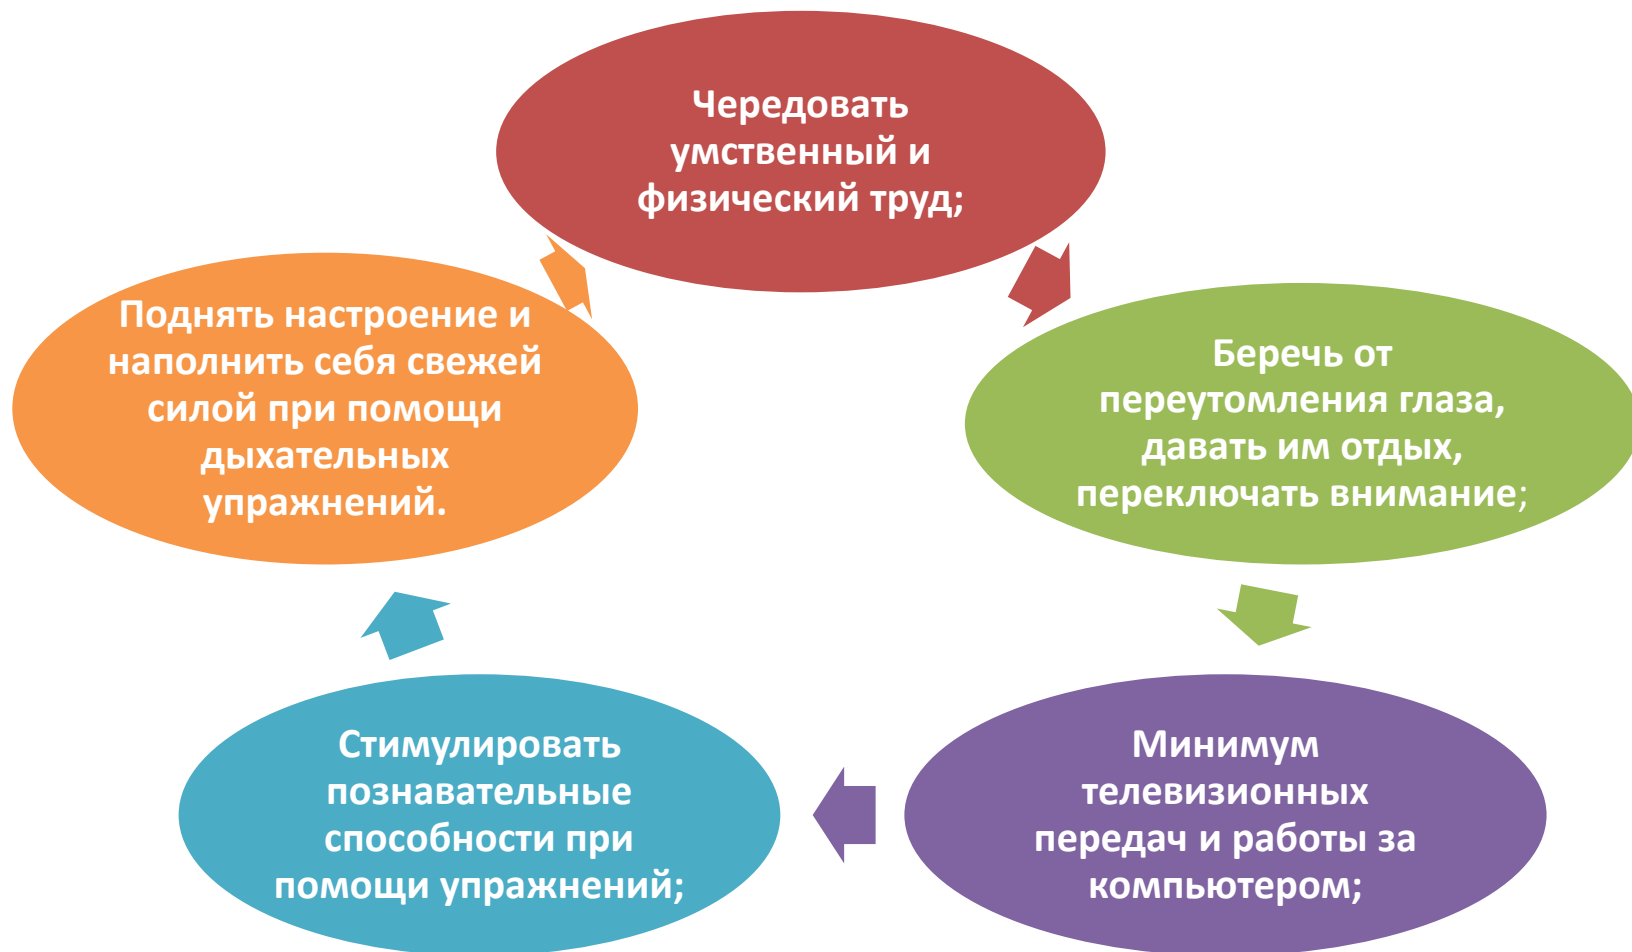 Чередовать
умственный и
физический труд;
Беречь от
переутомления глаза,
давать им отдых,
переключать внимание;
Минимум
телевизионных
передач и работы за
компьютером;
Стимулировать
познавательные
способности при
помощи упражнений;
Поднять настроение и
наполнить себя свежей
силой при помощи
дыхательных
упражнений.